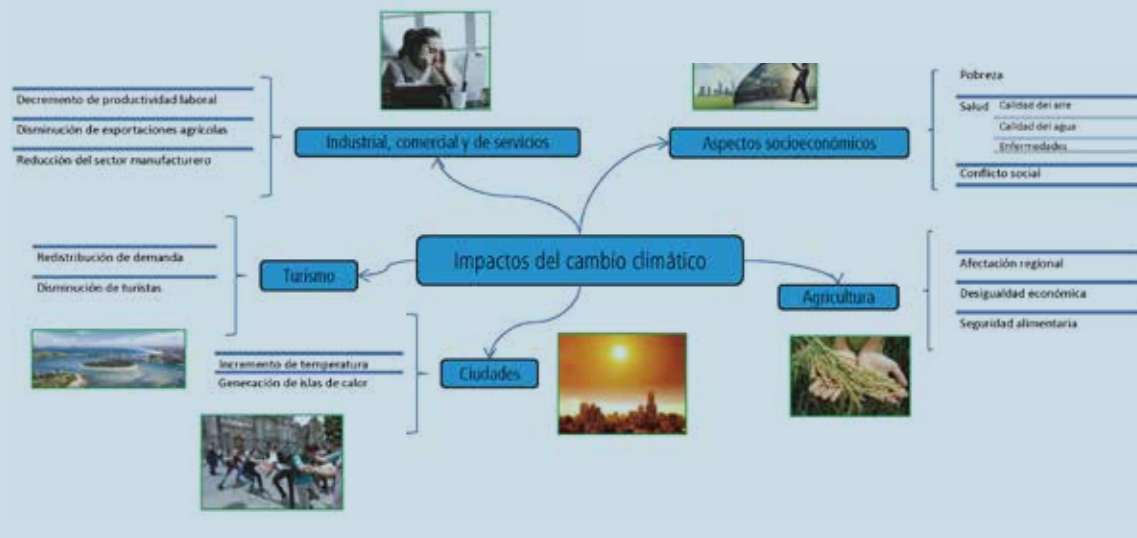 Impactos del cambio climático
Industrial, comercial y de servicios
Decremento de productividad laboral
Disminución de exportaciones agrícolas
Reducción del sector manufacturero
Aspectos socioeconómicos
Pobreza
Salud Calidad del aire
Calidad del agua
Enfermedades
Conflicto social
Turismo
Redistribución de demanda
Disminución de turistas
Agricultura
Afectación regional
Desigualdad económica
Seguridad alimentaria
Ciudades
Incremento de temperatura
Generación de islas de calor